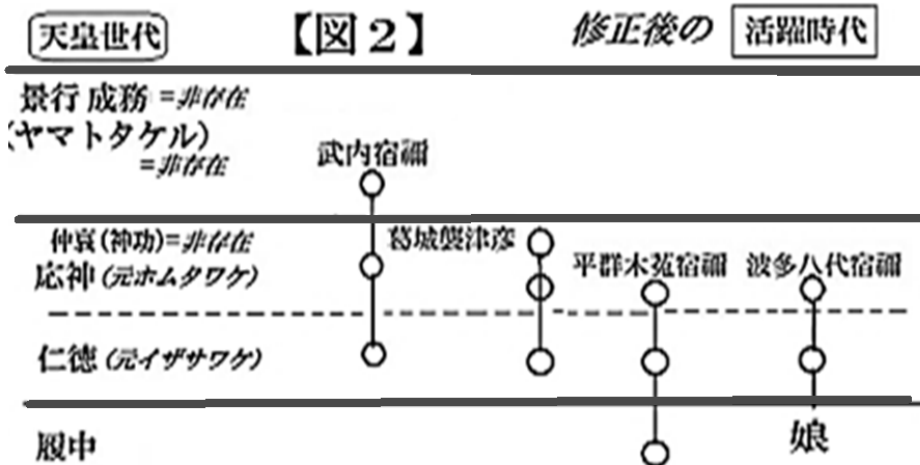 天皇世代 【図2】 修正後の 活躍時代
景行 成務 =非存在
(ヤマトタケル)
=非存在
武内宿禰
仲哀(神功)=非存在 葛城襲津彦
応神(元ホムタワケ) 平群木菟宿禰 波多八代宿禰
仁徳(元イザサワケ)
履中 娘